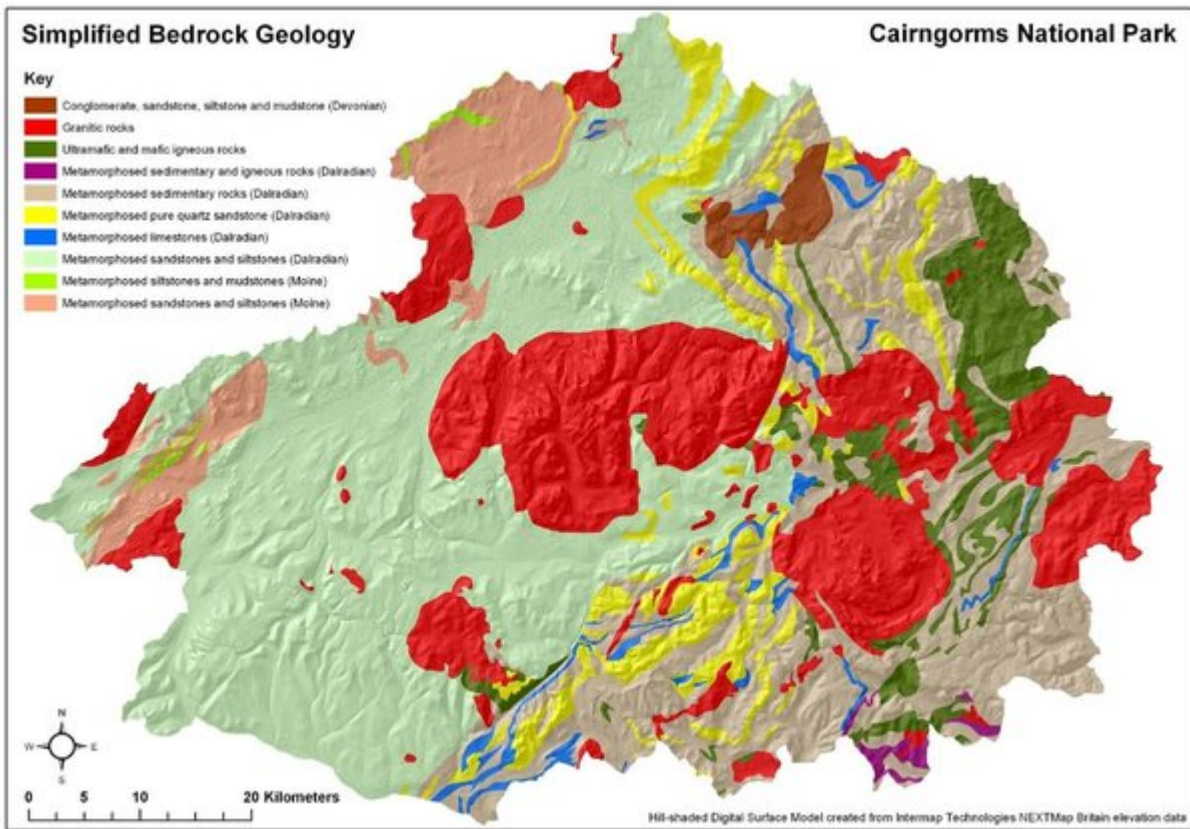 Simplified Bedrock Geology
Cairngorms National Park
Key
Conglomerate, sandstone, siltstone and mudstone (Devonian)
Granitic rocks
Ultramafic and mafic igneous rocks
Metamorphosed sedimentary and igneous rocks (Dalradian)
Metamorphosed sedimentary rocks (Dalradian)
Metamorphosed pure quartz sandstone (Dalradian)
Metamorphosed limestones (Dalradian)
Metamorphosed sandstones and siltstones (Dalradian)
Metamorphosed siltstones and mudstones (Moine)
Metamorphosed sandstones and siltstones (Moine)
N
W E
S
0 5 10 20 Kilometers
Hill-shaded Digital Surface Model created from Intermap Technologies NEXTMap Britain elevation data